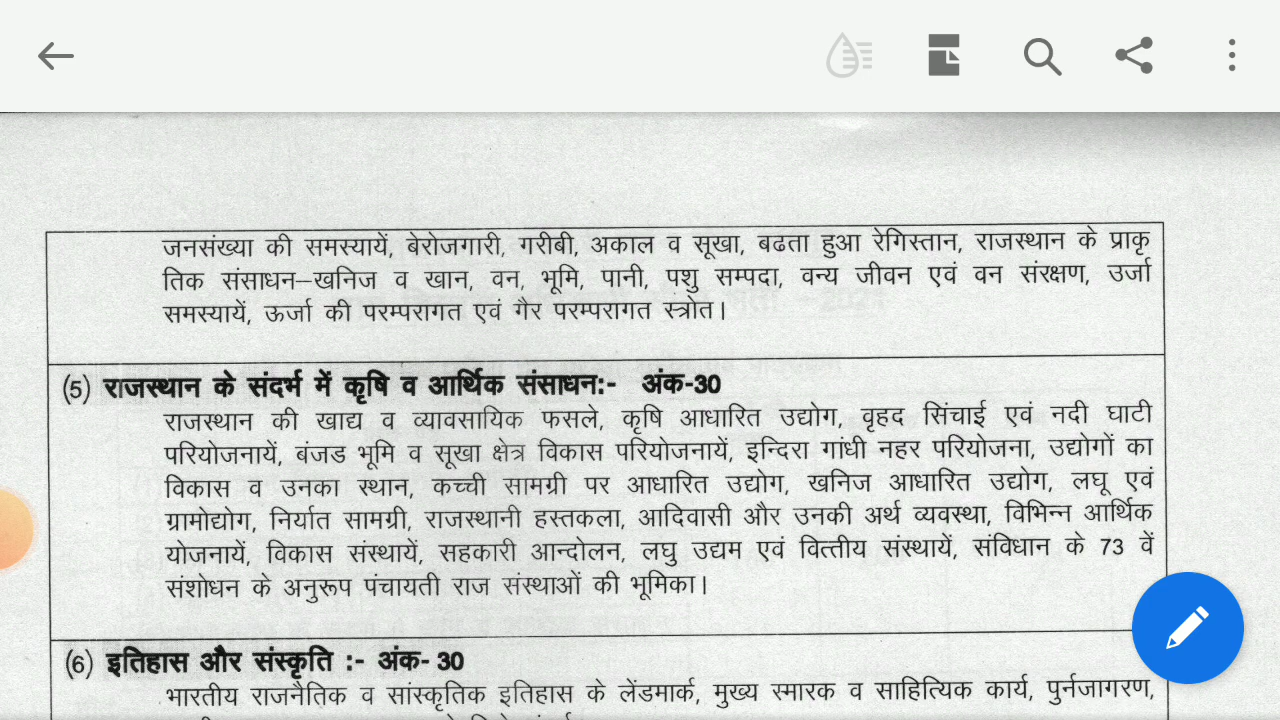 जनसंख्या की समस्यायें, बेरोजगारी, गरीबी, अकाल व सूखा, बढता हुआ रेगिस्तान, राजस्थान के प्राकृ
तिक संसाधन–खनिज व खान, वन, भूमि, पानी, पशु सम्पदा, वन्य जीवन एवं वन संरक्षण, उर्जा
समस्यायें, ऊर्जा की परम्परागत एवं गैर परम्परागत स्त्रोत।
(5) राजस्थान के संदर्भ में कृषि व आर्थिक संसाधन:- अंक-30
राजस्थान की खाद्य व व्यावसायिक फसले, कृषि आधारित उद्योग, वृहद सिंचाई एवं नदी घाटी
परियोजनायें, बंजड भूमि व सूखा क्षेत्र विकास परियोजनायें, इन्दिरा गांधी नहर परियोजना, उद्योगों का
विकास व उनका स्थान, कच्ची सामग्री पर आधारित उद्योग, खनिज आधारित उद्योग, लघू एवं
ग्रामोद्योग, निर्यात सामग्री, राजस्थानी हस्तकला, आदिवासी और उनकी अर्थ व्यवस्था, विभिन्न आर्थिक
योजनायें, विकास संस्थायें, सहकारी आन्दोलन, लघु उद्यम एवं वित्तीय संस्थायें, संविधान के 73 वें
संशोधन के अनुरूप पंचायती राज संस्थाओं की भूमिका।
(6) इतिहास और संस्कृति :- अंक- 30
भारतीय राजनैतिक व सांस्कृतिक इतिहास के लेंडमार्क, मुख्य स्मारक व साहित्यिक कार्य, पुर्नजागरण,